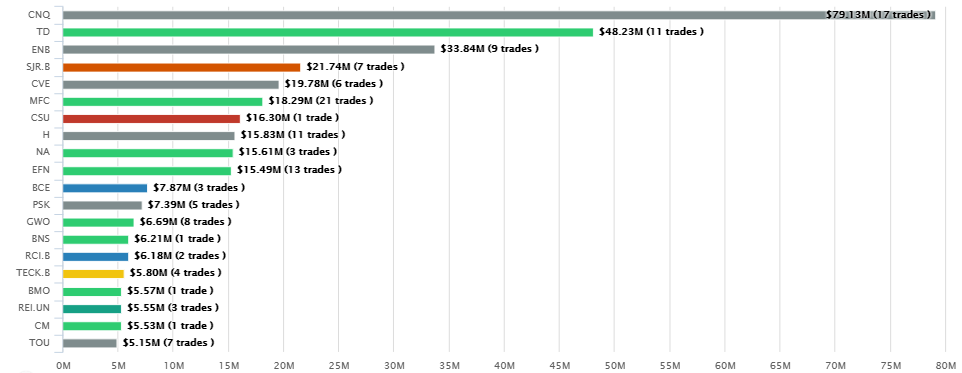 CNQ $79.13M (17 trades )
TD $48.23M (11 trades )
ENB $33.84M (9 trades )
SJR.B $21.74M (7 trades )
CVE $19.78M (6 trades )
MFC $18.29M (21 trades )
CSU $16.30M (1 trade )
H $15.83M (11 trades )
NA $15.61M (3 trades )
EFN $15.49M (13 trades )
BCE $7.87M (3 trades )
PSK $7.39M (5 trades )
GWO $6.69M (8 trades )
BNS $6.21M (1 trade )
RCI.B $6.18M (2 trades )
TECK.B $5.80M (4 trades )
BMO $5.57M (1 trade )
REI.UN $5.55M (3 trades )
CM $5.53M (1 trade )
TOU $5.15M (7 trades )
0M 5M 10M 15M 20M 25M 30M 35M 40M 45M 50M 55M 60M 65M 70M 75M 80M